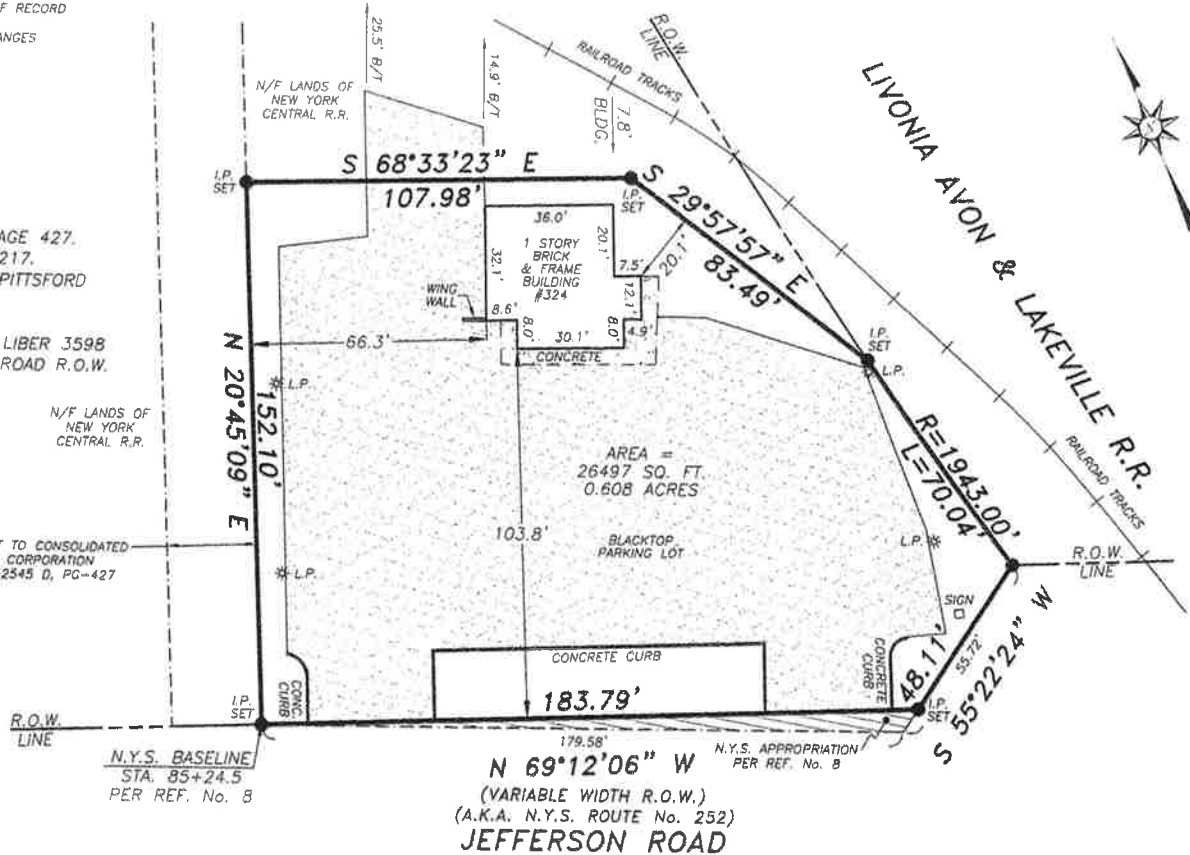 F RECORD
ANGES
AGE 427.
217.
PITTSFORD
LIBER 3598
ROAD R.O.W.
N/F LANDS OF
NEW YORK
CENTRAL R.R.
T TO CONSOLIDATED
CORPORATION
2545 D, PG-427
25.5' B/T
14.9' B/T
N/F LANDS OF
NEW YORK
CENTRAL R.R.
7.8'
BLDG.
RAILROAD TRACKS
R.O.W.
LINE
LIVONIA AVON & LAKEVILLE R.R.
I.P.
SET
S 68°33'23" E
107.98'
I.P.
SET
S 29°57'57" E
83.49'
36.0'
20.1'
1 STORY
BRICK
& FRAME
BUILDING
#324
32.1'
7.5'
20.1'
12.1'
WING
WALL
8.6'
8.0'
30.1'
8.0'
4.9'
CONCRETE
66.3'
I.P.
SET
L.P.
L.P.
N 20°45'09" E
152.10'
R=1943.00'
L=70.04'
RAILROAD TRACKS
AREA =
26497 SQ. FT.
0.608 ACRES
103.8'
BLACKTOP
PARKING LOT
L.P.
L.P.
R.O.W.
LINE
SIGN
CONCRETE CURB
CONC
CURB
CONCRETE
CURB
48.11'
55.72'
S 55°22'24" W
I.P.
SET
183.79'
I.P.
SET
R.O.W.
LINE
179.58'
N.Y.S. BASELINE
STA. 85+24.5
PER REF. No. 8
N.Y.S. APPROPRIATION
PER REF. No. 8
N 69°12'06" W
(VARIABLE WIDTH R.O.W.)
(A.K.A. N.Y.S. ROUTE No. 252)
JEFFERSON ROAD